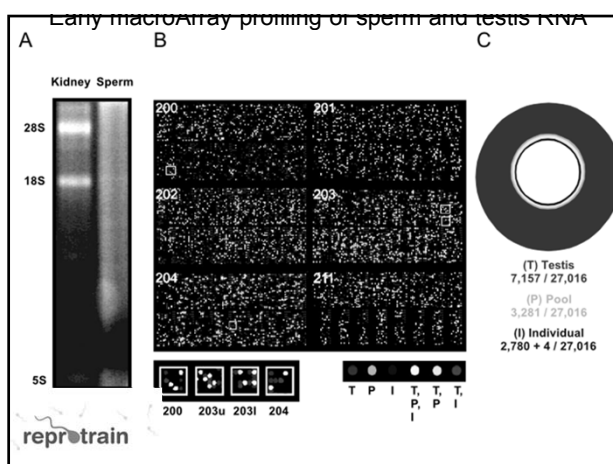 Early macroArray profiling of sperm and testis RNA
A
B
C
Kidney Sperm
28S
18S
5S
200
201
202
203
204
211
200 203u 203l 204
T P I T, P, I T, P T, I
(T) Testis
7,157 / 27,016
(P) Pool
3,281 / 27,016
(I) Individual
2,780 + 4 / 27,016
reprotrain